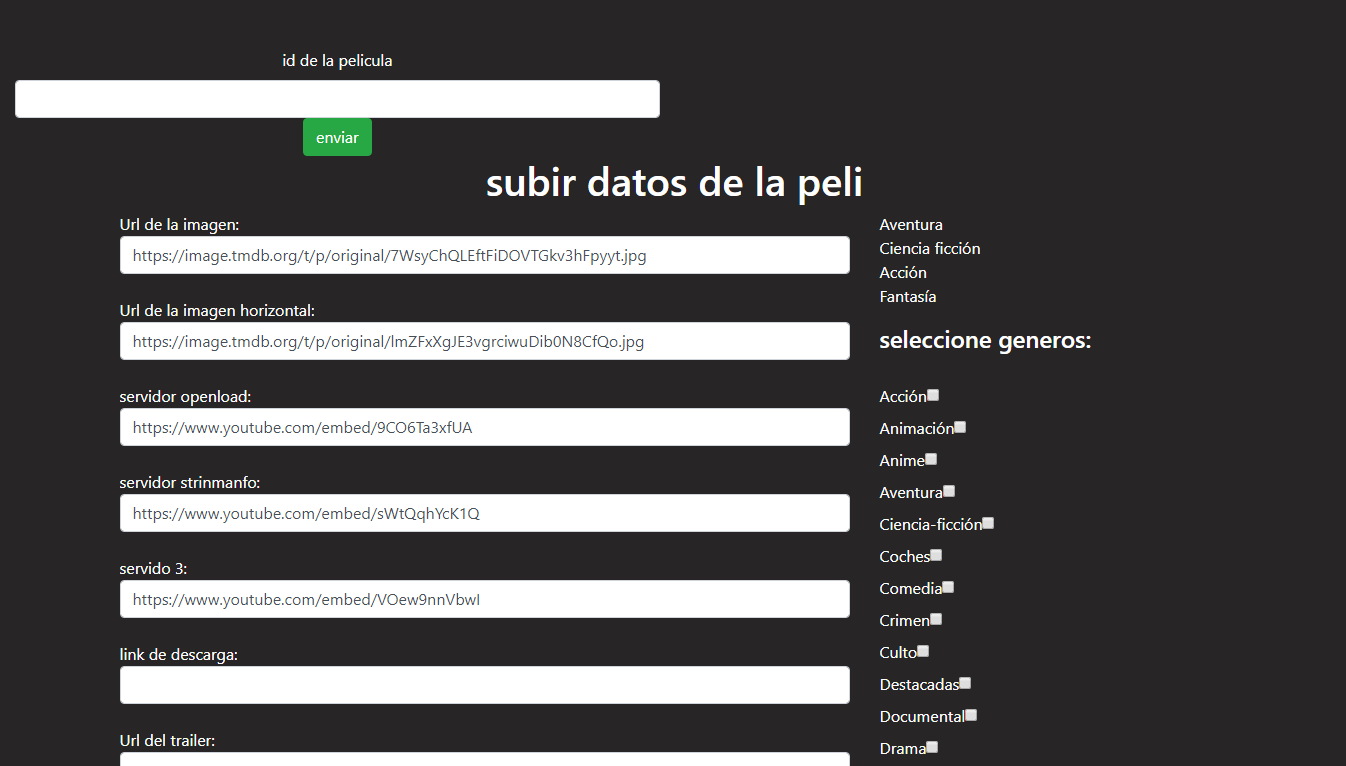 id de la pelicula
enviar
subir datos de la peli
Url de la imagen:
https://image.tmdb.org/t/p/original/7WsyChQLEftFiDOVTGkv3hFpyyt.jpg
Url de la imagen horizontal:
https://image.tmdb.org/t/p/original/lmZFxXgJE3vgrciwuDib0N8CfQo.jpg
servidor openload:
https://www.youtube.com/embed/9CO6Ta3xfUA
servidor strinmanfo:
https://www.youtube.com/embed/sWtQqhYcK1Q
servido 3:
https://www.youtube.com/embed/VOew9nnVbwI
link de descarga:
Url del trailer:
Aventura
Ciencia ficción
Acción
Fantasía
seleccione generos:
Acción
Animación
Anime
Aventura
Ciencia-ficción
Coches
Comedia
Crimen
Culto
Destacadas
Documental
Drama